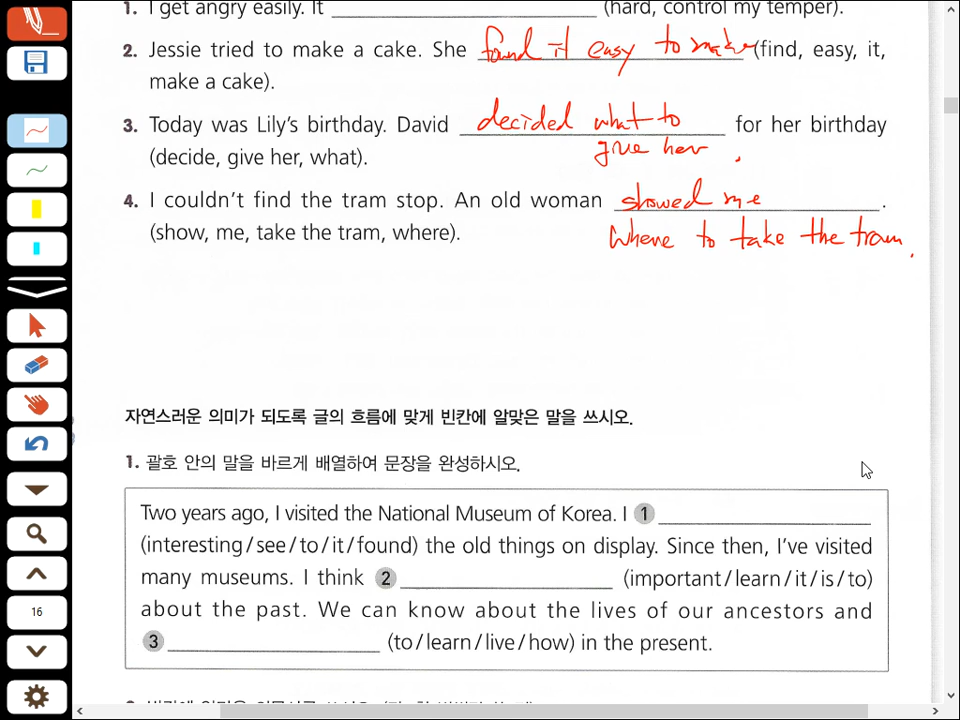 1. I get angry easily. It ____________ (hard, control my temper).
2. Jessie tried to make a cake. She found it easy to make (find, easy, it,
make a cake).
3. Today was Lily's birthday. David decided what to for her birthday
(decide, give her, what). give her.
4. I couldn't find the tram stop. An old woman showed me.
(show, me, take the tram, where). where to take the tram.
자연스러운 의미가 되도록 글의 흐름에 맞게 빈칸에 알맞은 말을 쓰시오.
1. 괄호 안의 말을 바르게 배열하여 문장을 완성하시오.
Two years ago, I visited the National Museum of Korea. I 1 ____________
(interesting/see/to/it/found) the old things on display. Since then, I've visited
many museums. I think 2 ____________ (important/learn/it/is/to)
about the past. We can know about the lives of our ancestors and
3 ____________ (to/learn/live/how) in the present.
16